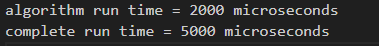 algorithm run time = 2000 microseconds
complete run time = 5000 microseconds